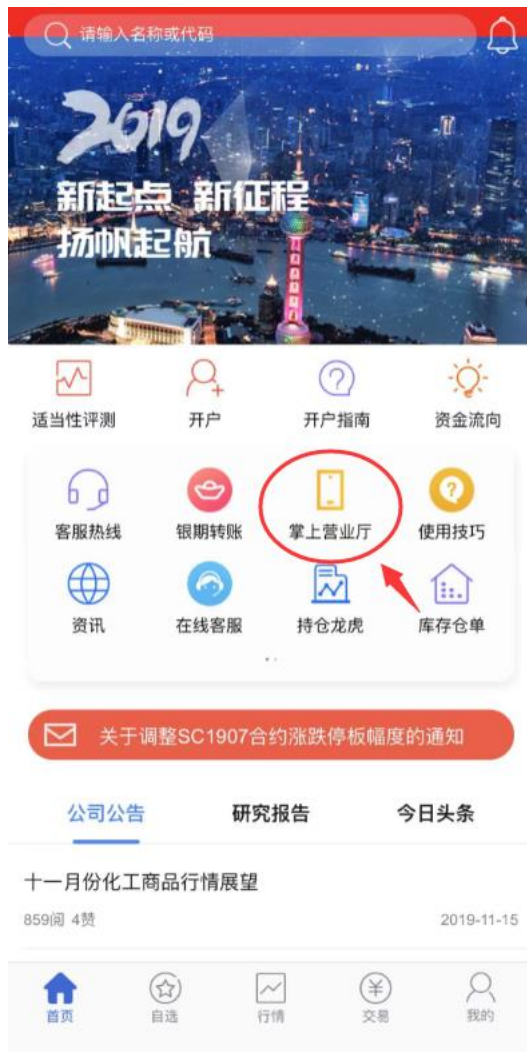 请输入名称或代码
2019
新起点 新征程
扬帆起航
适当性评测 开户 开户指南 资金流向
客服热线 银期转账 掌上营业厅 使用技巧
资讯 在线客服 持仓龙虎 库存仓单
关于调整SC1907合约涨跌停板幅度的通知
公司公告 研究报告 今日头条
十一月份化工商品行情展望
859阅 4赞 2019-11-15
首页 自选 行情 交易 我的